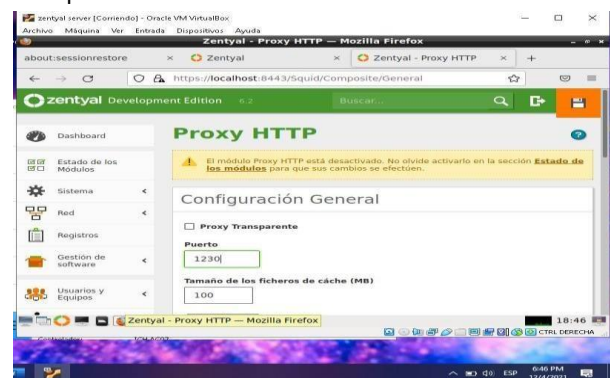 zentyal server [Corriendo] - Oracle VM VirtualBox
Archivo Máquina Ver Entrada Dispositivos Ayuda
Zentyal - Proxy HTTP — Mozilla Firefox
about:sessionrestore
Zentyal
Zentyal - Proxy HTTP
https://localhost:8443/Squid/Composite/General
zentyal Development Edition 6.2
Buscar...
Dashboard
Estado de los
Módulos
Sistema
Red
Registros
Gestión de
software
Usuarios y
Equipos
Proxy HTTP
El módulo Proxy HTTP está desactivado. No olvide activarlo en la sección Estado de
los módulos para que sus cambios se efectúen.
Configuración General
Proxy Transparente
Puerto
1230
Tamaño de los ficheros de cáche (MB)
100
Zentyal - Proxy HTTP — Mozilla Firefox
18:46
CTRL DERECHA
ESP
6:46 PM
12/4/2021